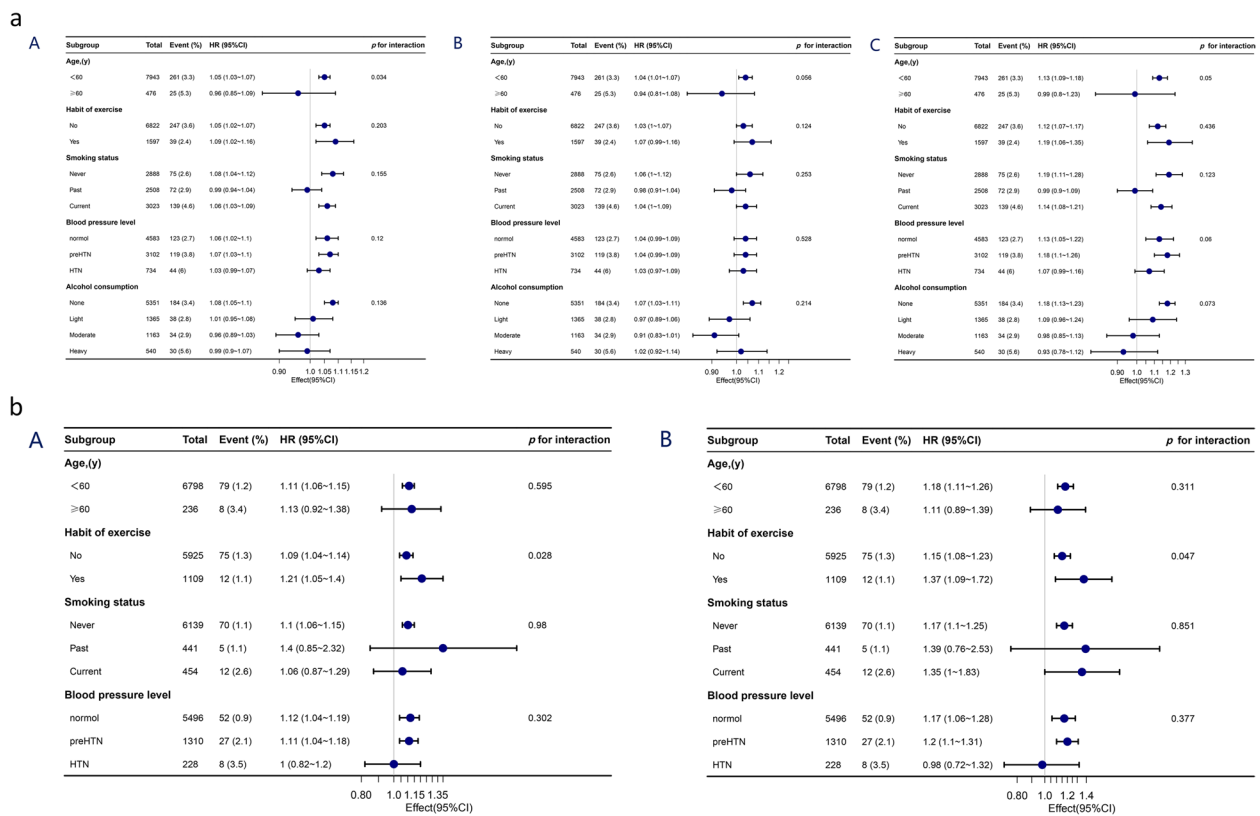 a
A
Subgroup Total Event (%) HR (95%CI) p for interaction
Age,(y)
<60 7943 261 (3.3) 1.05 (1.03~1.07) 0.034
≥60 476 25 (5.3) 0.96 (0.85~1.09)
Habit of exercise
No 6822 247 (3.6) 1.05 (1.02~1.07) 0.203
Yes 1597 39 (2.4) 1.09 (1.02~1.16)
Smoking status
Never 2888 75 (2.6) 1.08 (1.04~1.12) 0.155
Past 2508 72 (2.9) 0.99 (0.94~1.04)
Current 3023 139 (4.6) 1.06 (1.03~1.09)
Blood pressure level
normol 4583 123 (2.7) 1.06 (1.02~1.1) 0.12
preHTN 3102 119 (3.8) 1.07 (1.03~1.1)
HTN 734 44 (6) 1.03 (0.99~1.07)
Alcohol consumption
None 5351 184 (3.4) 1.08 (1.05~1.1) 0.136
Light 1365 38 (2.8) 1.01 (0.95~1.08)
Moderate 1163 34 (2.9) 0.96 (0.89~1.03)
Heavy 540 30 (5.6) 0.99 (0.9~1.07)
0.90 1.0 1.05 1.1 1.15 1.2
Effect(95%CI)
B
Subgroup Total Event (%) HR (95%CI) p for interaction
Age,(y)
<60 7943 261 (3.3) 1.04 (1.01~1.07) 0.056
≥60 476 25 (5.3) 0.94 (0.81~1.08)
Habit of exercise
No 6822 247 (3.6) 1.03 (1~1.07) 0.124
Yes 1597 39 (2.4) 1.07 (0.99~1.16)
Smoking status
Never 2888 75 (2.6) 1.06 (1~1.12) 0.253
Past 2508 72 (2.9) 0.98 (0.91~1.04)
Current 3023 139 (4.6) 1.04 (1~1.09)
Blood pressure level
normol 4583 123 (2.7) 1.04 (0.99~1.09) 0.528
preHTN 3102 119 (3.8) 1.04 (0.99~1.09)
HTN 734 44 (6) 1.03 (0.97~1.09)
Alcohol consumption
None 5351 184 (3.4) 1.07 (1.03~1.11) 0.214
Light 1365 38 (2.8) 0.97 (0.89~1.06)
Moderate 1163 34 (2.9) 0.91 (0.83~1.01)
Heavy 540 30 (5.6) 1.02 (0.92~1.14)
0.90 1.0 1.1 1.2
Effect(95%CI)
C
Subgroup Total Event (%) HR (95%CI) p for interaction
Age,(y)
<60 7943 261 (3.3) 1.13 (1.09~1.18) 0.05
≥60 476 25 (5.3) 0.99 (0.8~1.23)
Habit of exercise
No 6822 247 (3.6) 1.12 (1.07~1.17) 0.436
Yes 1597 39 (2.4) 1.19 (1.06~1.35)
Smoking status
Never 2888 75 (2.6) 1.19 (1.11~1.28) 0.123
Past 2508 72 (2.9) 0.99 (0.9~1.09)
Current 3023 139 (4.6) 1.14 (1.08~1.21)
Blood pressure level
normol 4583 123 (2.7) 1.13 (1.05~1.22) 0.06
preHTN 3102 119 (3.8) 1.18 (1.1~1.26)
HTN 734 44 (6) 1.07 (0.99~1.16)
Alcohol consumption
None 5351 184 (3.4) 1.18 (1.13~1.23) 0.073
Light 1365 38 (2.8) 1.09 (0.96~1.24)
Moderate 1163 34 (2.9) 0.98 (0.85~1.13)
Heavy 540 30 (5.6) 0.93 (0.78~1.12)
0.80 1.0 1.1 1.2 1.3
Effect(95%CI)
b
A
Subgroup Total Event (%) HR (95%CI) p for interaction
Age,(y)
<60 6798 79 (1.2) 1.11 (1.06~1.15) 0.595
≥60 236 8 (3.4) 1.13 (0.92~1.38)
Habit of exercise
No 5925 75 (1.3) 1.09 (1.04~1.14) 0.028
Yes 1109 12 (1.1) 1.21 (1.05~1.4)
Smoking status
Never 6139 70 (1.1) 1.1 (1.06~1.15) 0.98
Past 441 5 (1.1) 1.4 (0.85~2.32)
Current 454 12 (2.6) 1.06 (0.87~1.29)
Blood pressure level
normol 5496 52 (0.9) 1.12 (1.04~1.19) 0.302
preHTN 1310 27 (2.1) 1.11 (1.04~1.18)
HTN 228 8 (3.5) 1 (0.82~1.2)
0.80 1.0 1.15 1.35
Effect(95%CI)
B
Subgroup Total Event (%) HR (95%CI) p for interaction
Age,(y)
<60 6798 79 (1.2) 1.18 (1.11~1.26) 0.311
≥60 236 8 (3.4) 1.11 (0.89~1.39)
Habit of exercise
No 5925 75 (1.3) 1.15 (1.08~1.23) 0.047
Yes 1109 12 (1.1) 1.37 (1.09~1.72)
Smoking status
Never 6139 70 (1.1) 1.17 (1.1~1.25) 0.851
Past 441 5 (1.1) 1.39 (0.76~2.53)
Current 454 12 (2.6) 1.35 (1~1.83)
Blood pressure level
normol 5496 52 (0.9) 1.17 (1.06~1.28) 0.377
preHTN 1310 27 (2.1) 1.2 (1.1~1.31)
HTN 228 8 (3.5) 0.98 (0.72~1.32)
0.80 1.0 1.2 1.4
Effect(95%CI)